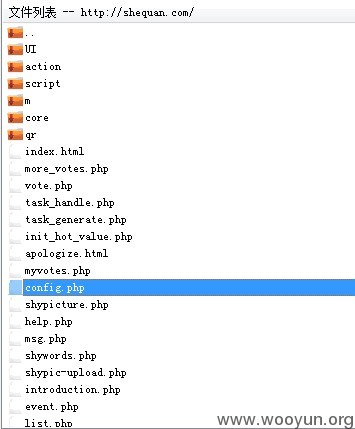 文件列表 -- http://shequan.com/
..
UI
action
script
m
core
qr
index.html
more_votes.php
vote.php
task_handle.php
task_generate.php
init_hot_value.php
apologize.html
myvotes.php
config.php
shypicture.php
help.php
msg.php
shywords.php
shypic-upload.php
introduction.php
event.php
list.php
www.wooyun.org